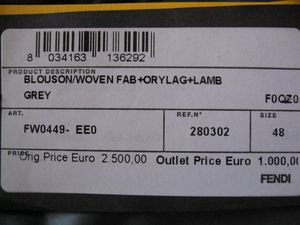 8 034163 136292
PRODUCT DESCRIPTION
BLOUSON/WOVEN FAB+ORYLAG+LAMB
GREY F0QZ0
ART. REF.N° SIZE
FW0449- EE0 280302 48
PRICE
Orig.Price Euro 2.500,00 Outlet Price Euro 1.000,00
FENDI